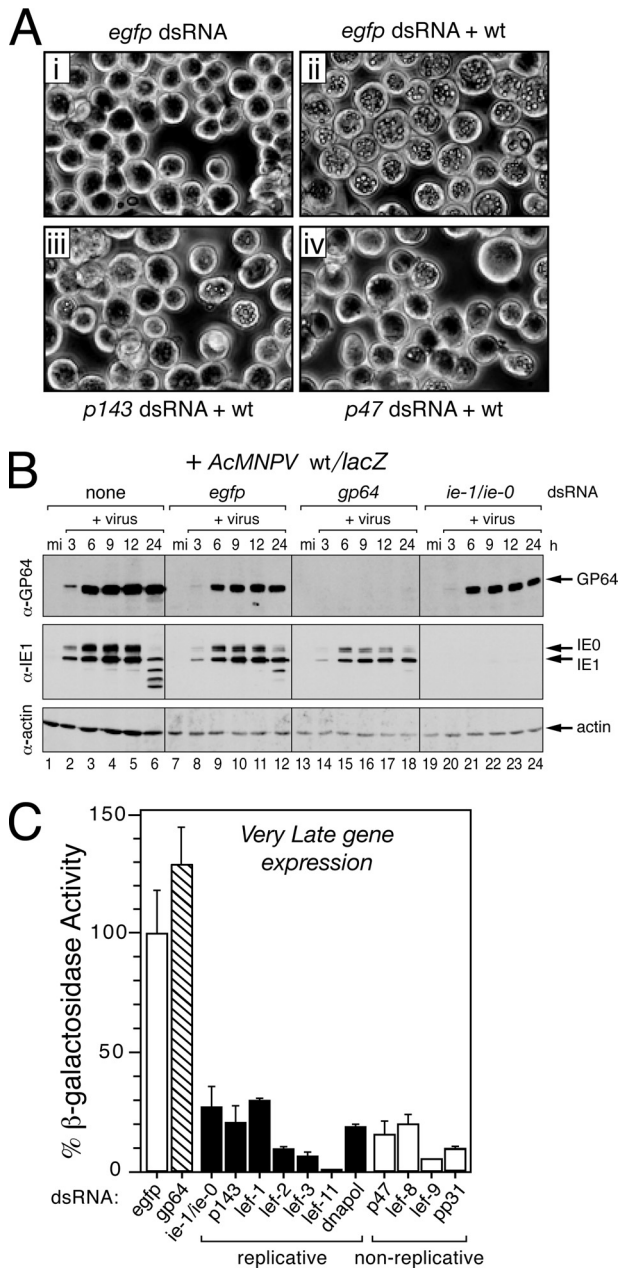 A
egfp dsRNA
egfp dsRNA + wt
i
ii
iii
iv
p143 dsRNA + wt
p47 dsRNA + wt
B
+ AcMNPV wt/lacZ
none egfp gp64 ie-1/ie-0 dsRNA
+ virus + virus + virus + virus
mi 3 6 9 12 24 mi 3 6 9 12 24 mi 3 6 9 12 24 mi 3 6 9 12 24 h
α-GP64
GP64
α-IE1
IE0
IE1
α-actin
actin
1 2 3 4 5 6 7 8 9 10 11 12 13 14 15 16 17 18 19 20 21 22 23 24
C
Very Late gene
expression
% β-galactosidase Activity
150
100
50
0
dsRNA:
egfp
gp64
ie-1/ie-0
p143
lef-1
lef-2
lef-3
lef-11
dnapol
p47
lef-8
lef-9
pp31
replicative
non-replicative